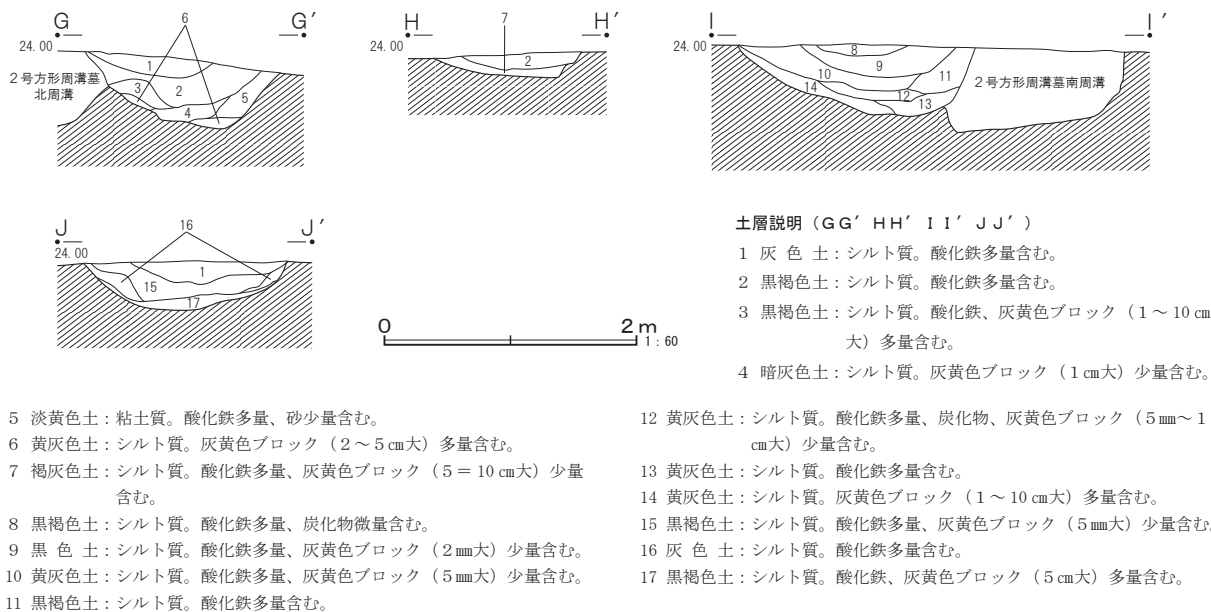 G 6 G′
24.00
1
2号方形周溝墓
北周溝
3 2 5
4
H 7 H′
24.00
2
I I′
24.00
8
9
10 11
14 12 13
2号方形周溝墓南周溝
J 16 J′
24.00
1
15
17
0 2m
1：60
土層説明（GG′ HH′ II′ JJ′）
1 灰 色 土：シルト質。酸化鉄多量含む。
2 黒褐色土：シルト質。酸化鉄多量含む。
3 黒褐色土：シルト質。酸化鉄、灰黄色ブロック（1～10㎝
大）多量含む。
4 暗灰色土：シルト質。灰黄色ブロック（1㎝大）少量含む。
5 淡黄色土：粘土質。酸化鉄多量、砂少量含む。
6 黄灰色土：シルト質。灰黄色ブロック（2～5㎝大）多量含む。
7 褐灰色土：シルト質。酸化鉄多量、灰黄色ブロック（5＝10㎝大）少量
含む。
8 黒褐色土：シルト質。酸化鉄多量、炭化物微量含む。
9 黒 色 土：シルト質。酸化鉄多量、灰黄色ブロック（2㎜大）少量含む。
10 黄灰色土：シルト質。酸化鉄多量、灰黄色ブロック（5㎜大）少量含む。
11 黒褐色土：シルト質。酸化鉄多量含む。
12 黄灰色土：シルト質。酸化鉄多量、炭化物、灰黄色ブロック（5㎜～1
㎝大）少量含む。
13 黄灰色土：シルト質。酸化鉄多量含む。
14 黄灰色土：シルト質。灰黄色ブロック（1～10㎝大）多量含む。
15 黒褐色土：シルト質。酸化鉄多量、灰黄色ブロック（5㎜大）少量含む。
16 灰 色 土：シルト質。酸化鉄多量含む。
17 黒褐色土：シルト質。酸化鉄、灰黄色ブロック（5㎝大）多量含む。